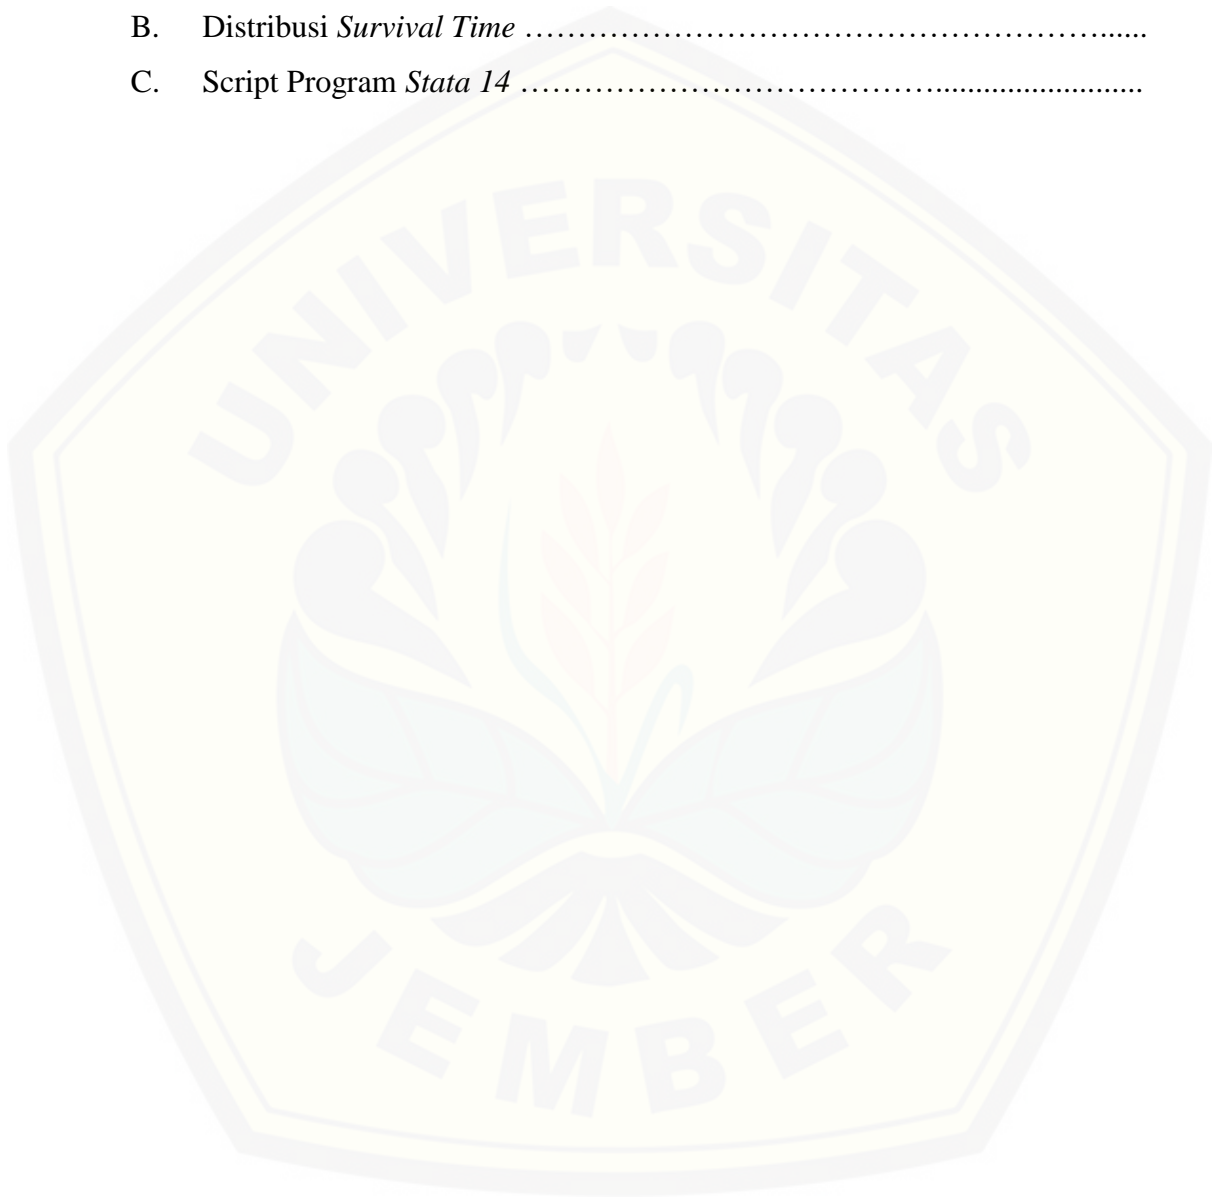 B. Distribusi Survival Time …………………………………………………......
C. Script Program Stata 14 …………………………………..........................
UNIVERSITAS
JEMBER